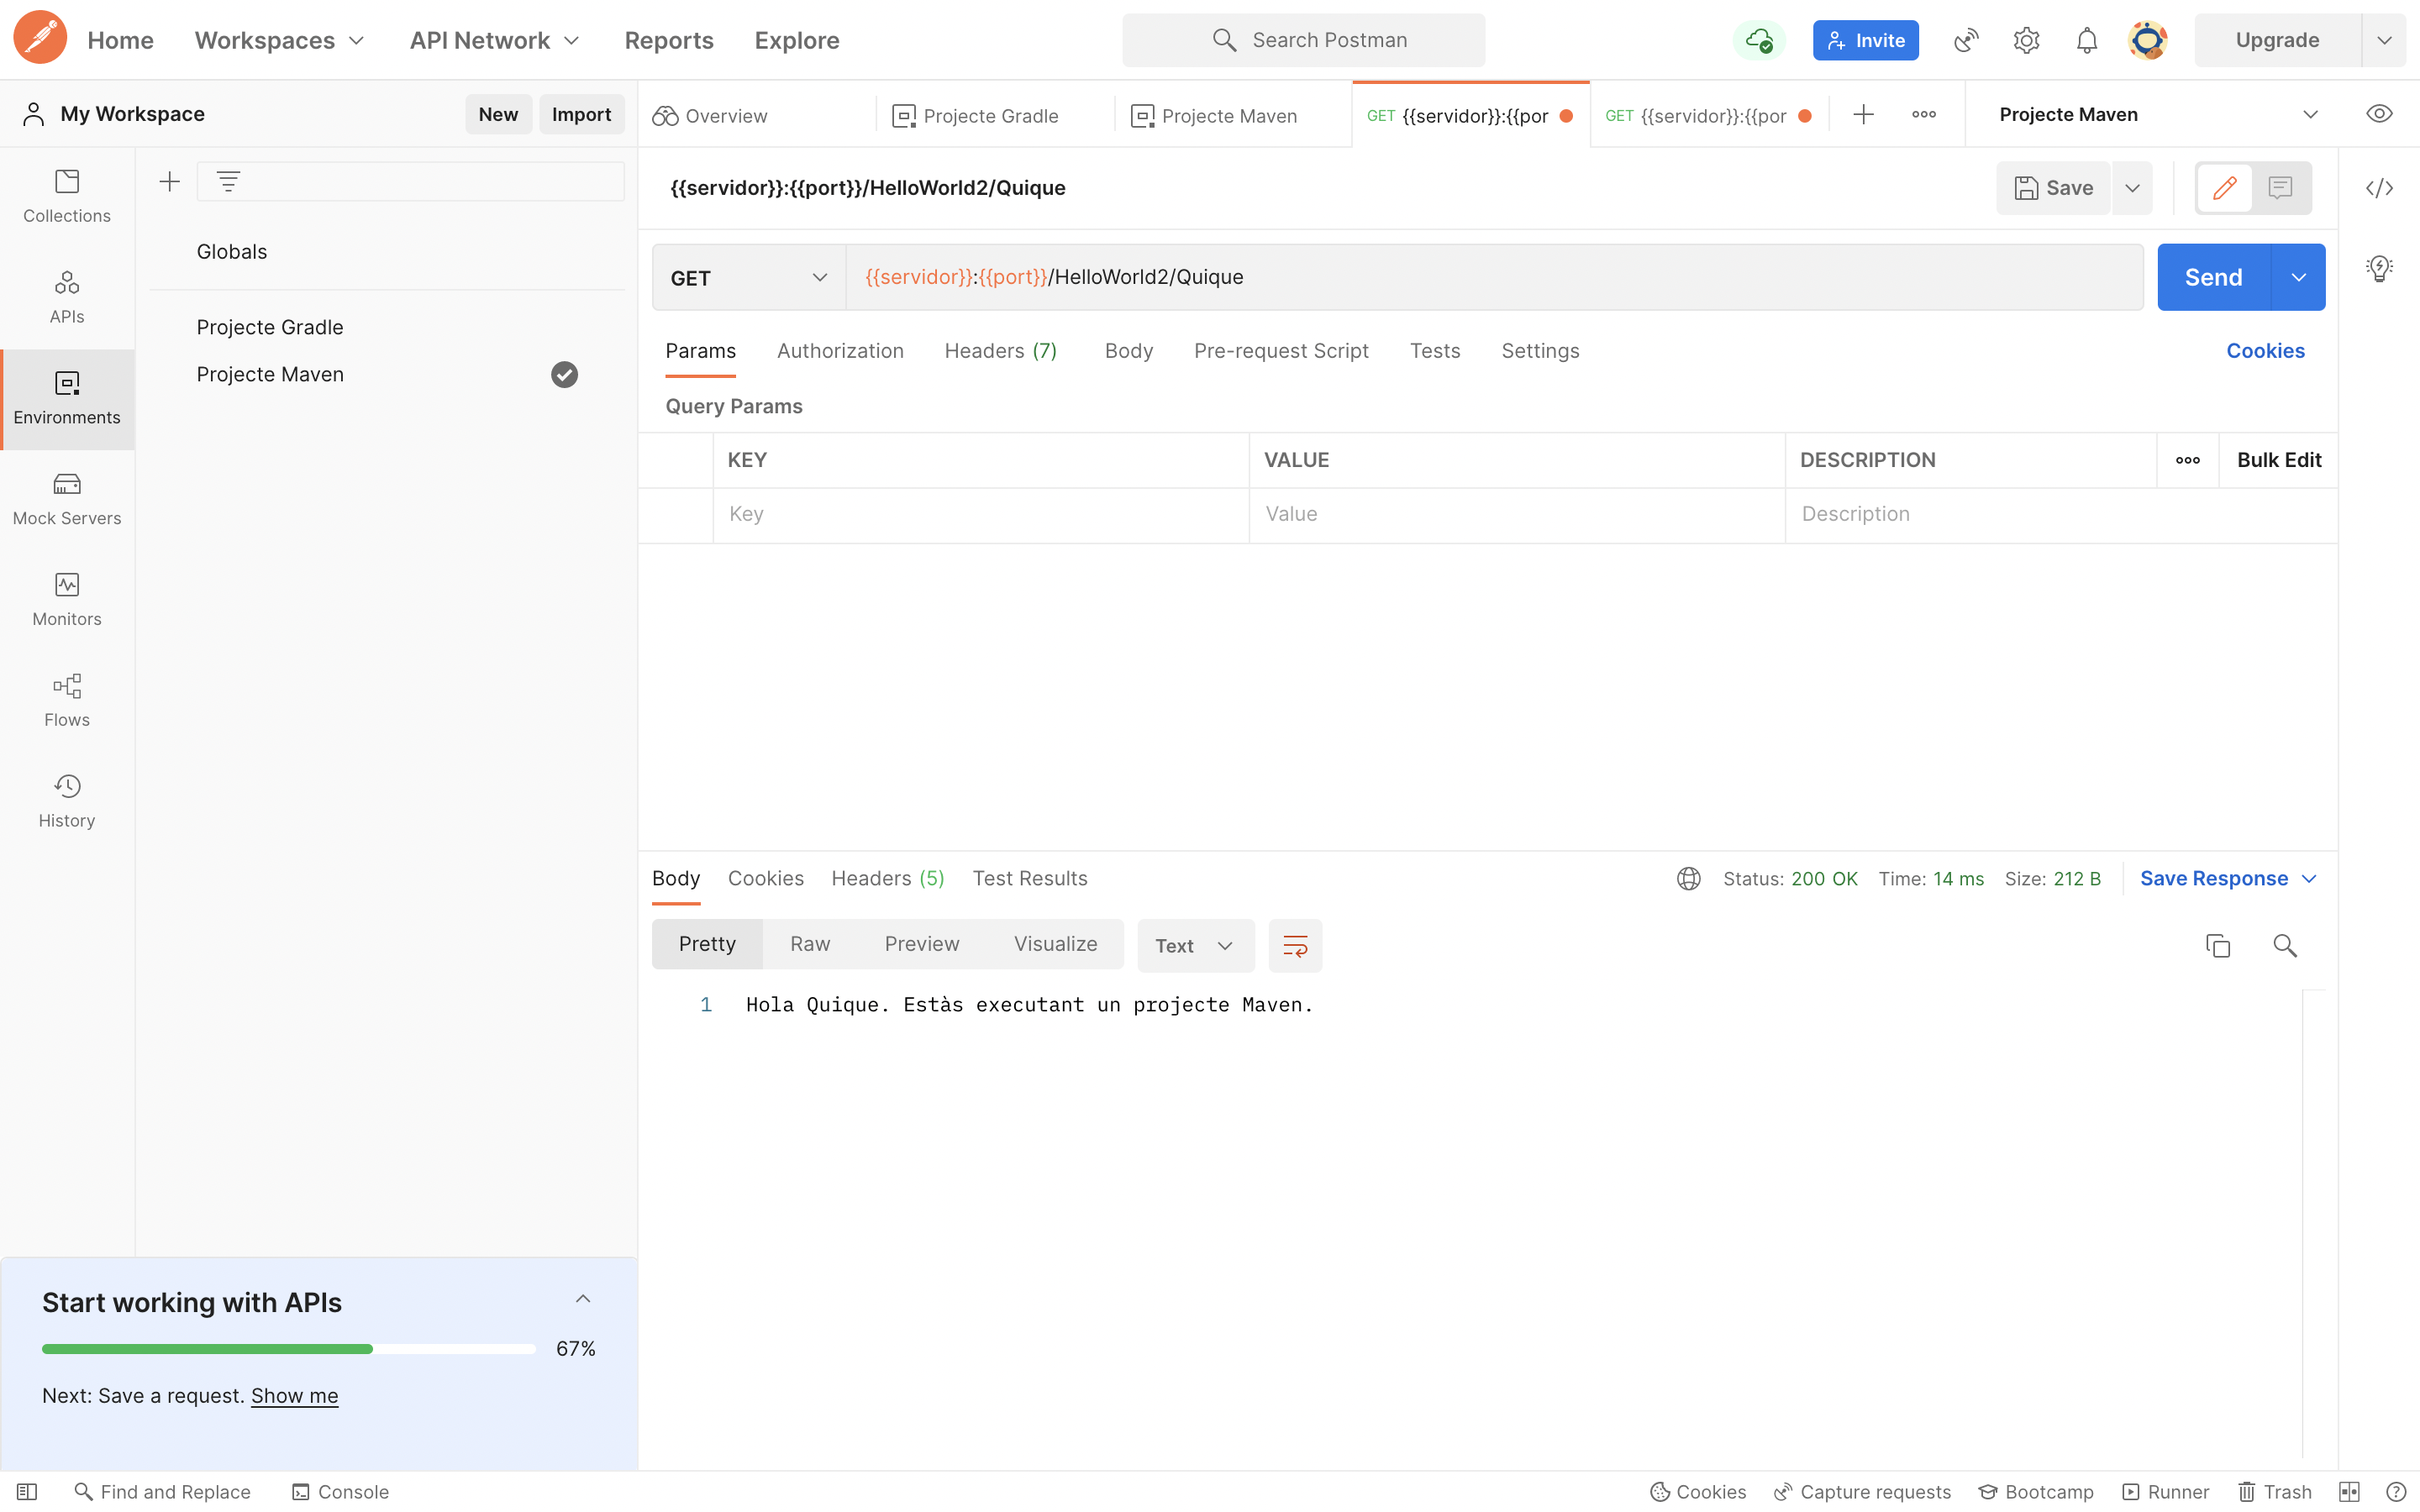 Home Workspaces API Network Reports Explore Search Postman Invite Upgrade
My Workspace New Import Overview Projecte Gradle Projecte Maven GET {{servidor}}:{{por GET {{servidor}}:{{por Projecte Maven
{{servidor}}:{{port}}/HelloWorld2/Quique Save
Collections
Globals
GET {{servidor}}:{{port}}/HelloWorld2/Quique Send
APIs
Projecte Gradle
Params Authorization Headers (7) Body Pre-request Script Tests Settings Cookies
Projecte Maven
Environments
Query Params
KEY VALUE DESCRIPTION Bulk Edit
Key Value Description
Mock Servers
Monitors
Flows
History
Body Cookies Headers (5) Test Results Status: 200 OK Time: 14 ms Size: 212 B Save Response
Pretty Raw Preview Visualize Text
1 Hola Quique. Estàs executant un projecte Maven.
Start working with APIs
67%
Next: Save a request. Show me
Find and Replace Console Cookies Capture requests Bootcamp Runner Trash